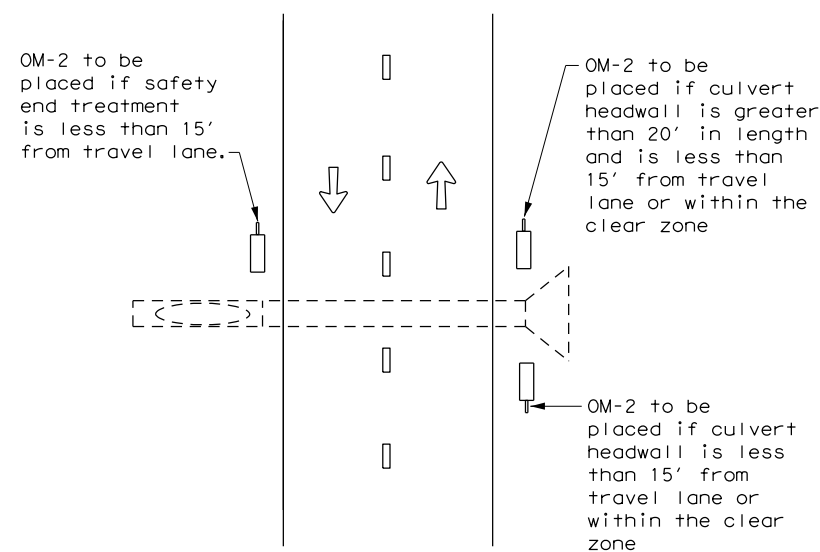 OM-2 to be
placed if safety
end treatment
is less than 15'
from travel lane.
OM-2 to be
placed if culvert
headwall is greater
than 20' in length
and is less than
15' from travel
lane or within the
clear zone
OM-2 to be
placed if culvert
headwall is less
than 15' from
travel lane or
within the clear
zone